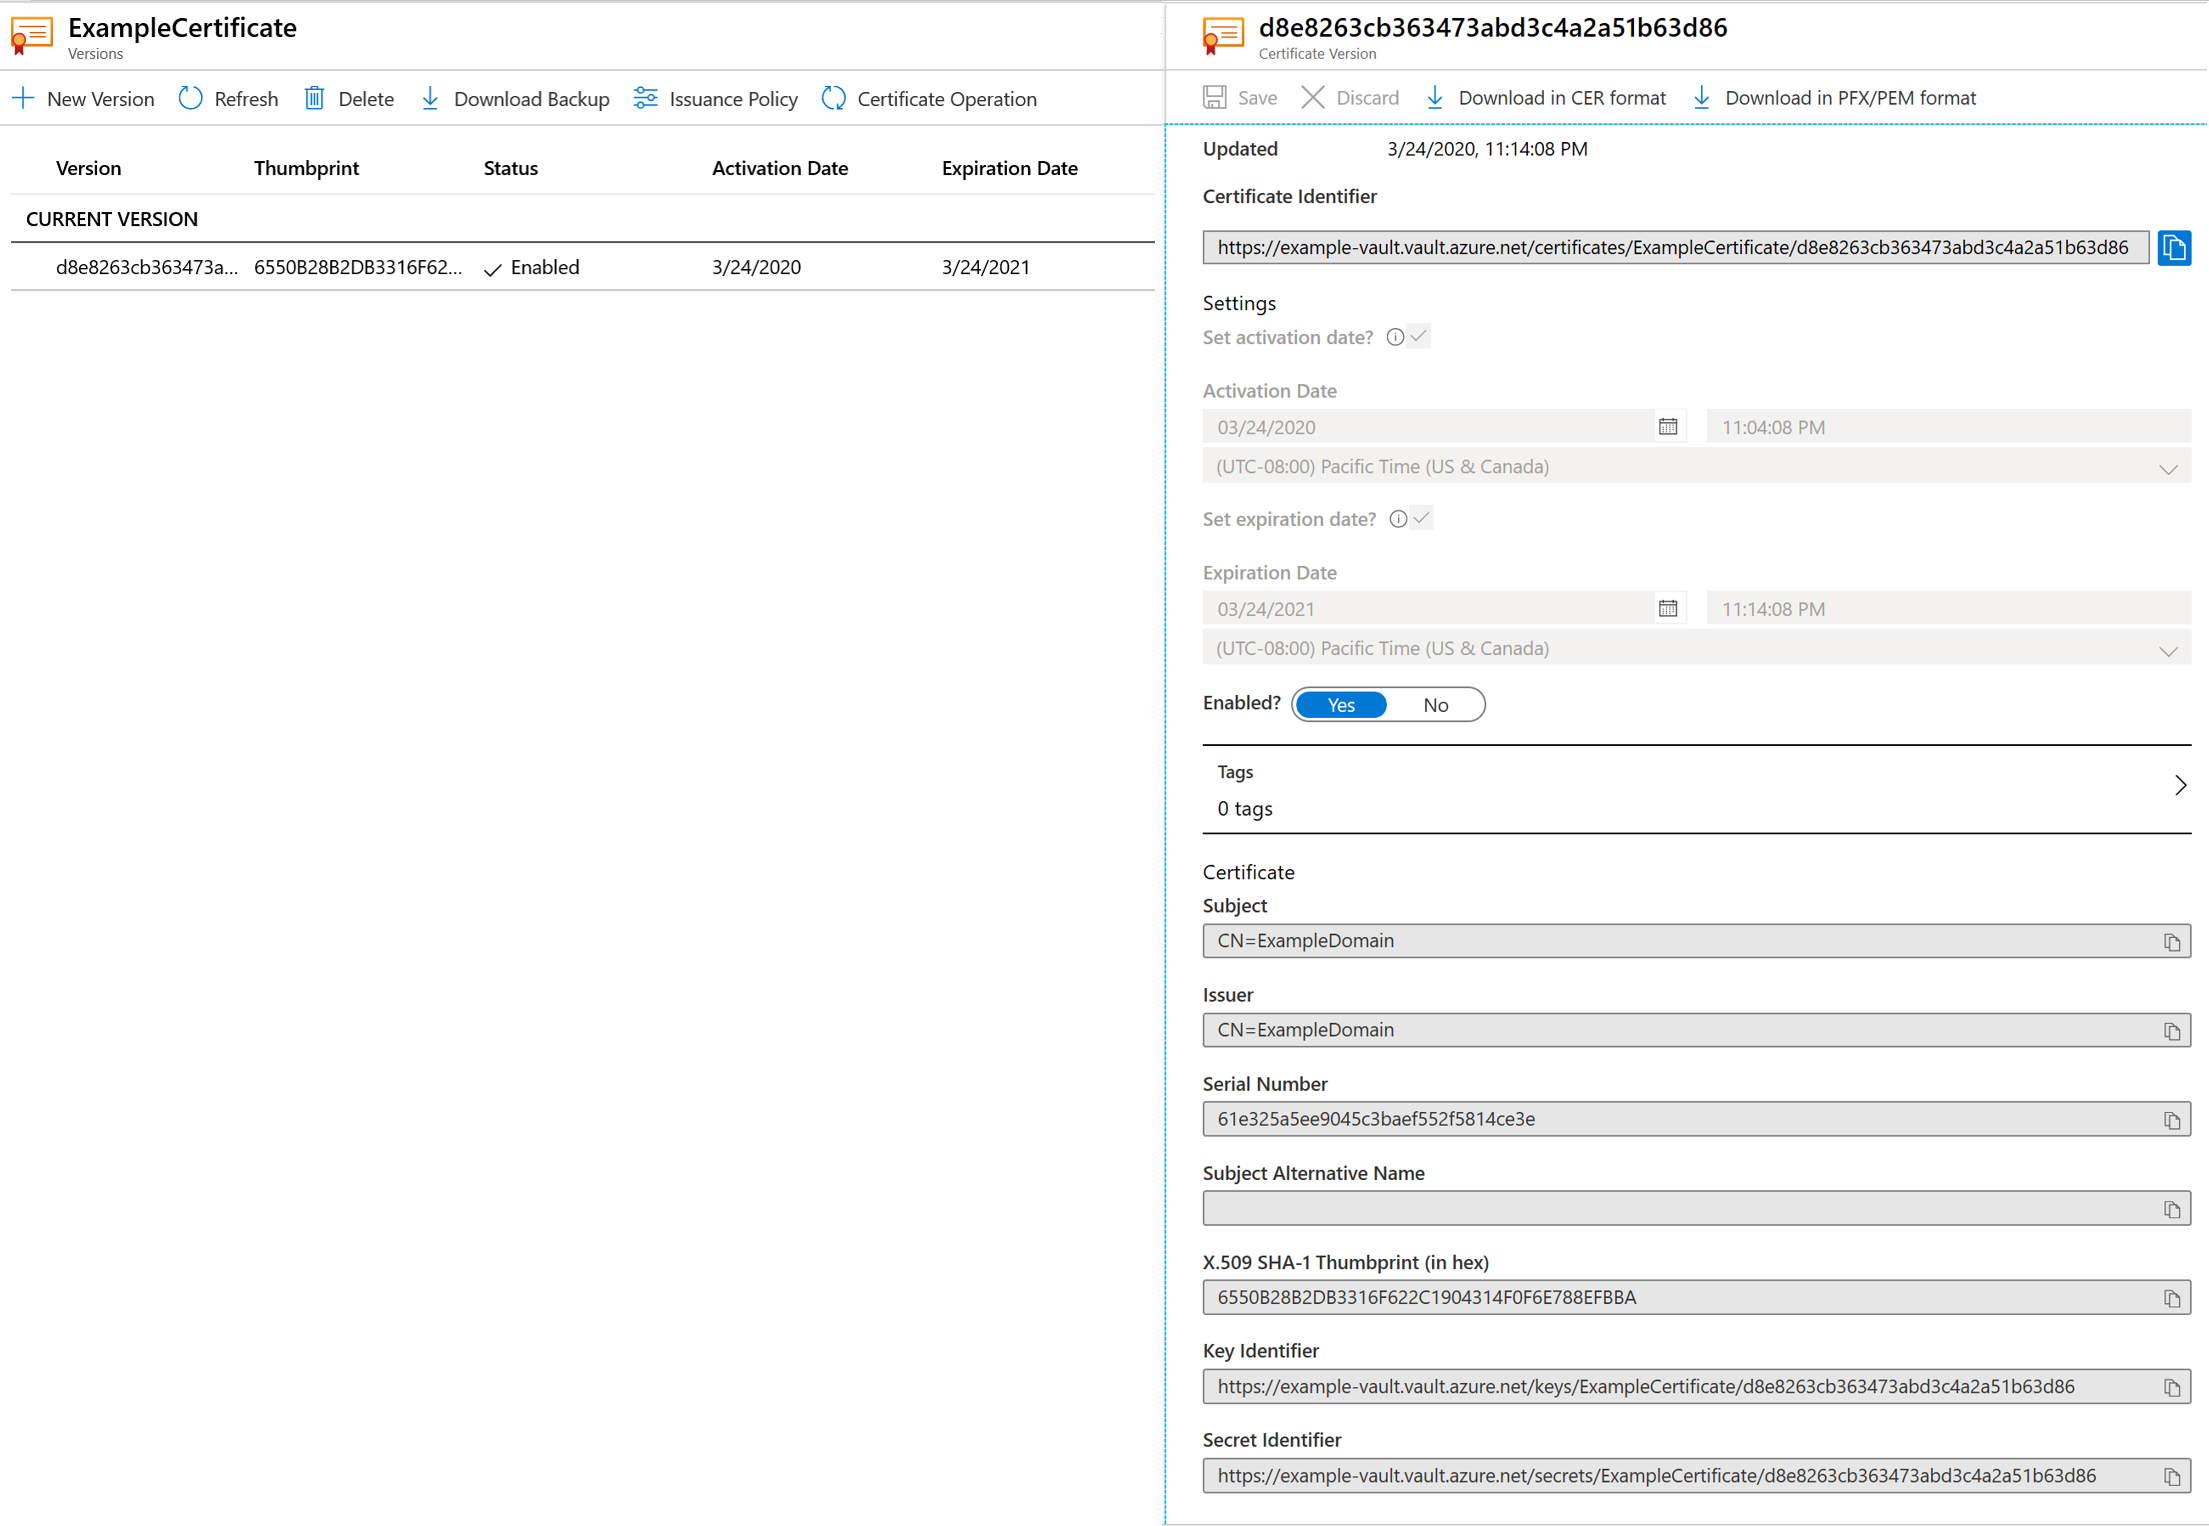 ExampleCertificate
Versions
New Version Refresh Delete Download Backup Issuance Policy Certificate Operation
Version Thumbprint Status Activation Date Expiration Date
CURRENT VERSION
d8e8263cb363473a... 6550B28B2DB3316F62... Enabled 3/24/2020 3/24/2021
d8e8263cb363473abd3c4a2a51b63d86
Certificate Version
Save Discard Download in CER format Download in PFX/PEM format
Updated 3/24/2020, 11:14:08 PM
Certificate Identifier
https://example-vault.vault.azure.net/certificates/ExampleCertificate/d8e8263cb363473abd3c4a2a51b63d86
Settings
Set activation date?
Activation Date
03/24/2020 11:04:08 PM
(UTC-08:00) Pacific Time (US & Canada)
Set expiration date?
Expiration Date
03/24/2021 11:14:08 PM
(UTC-08:00) Pacific Time (US & Canada)
Enabled? Yes No
Tags
0 tags
Certificate
Subject
CN=ExampleDomain
Issuer
CN=ExampleDomain
Serial Number
61e325a5ee9045c3baef552f5814ce3e
Subject Alternative Name
X.509 SHA-1 Thumbprint (in hex)
6550B28B2DB3316F622C1904314F0F6E788EFBBA
Key Identifier
https://example-vault.vault.azure.net/keys/ExampleCertificate/d8e8263cb363473abd3c4a2a51b63d86
Secret Identifier
https://example-vault.vault.azure.net/secrets/ExampleCertificate/d8e8263cb363473abd3c4a2a51b63d86